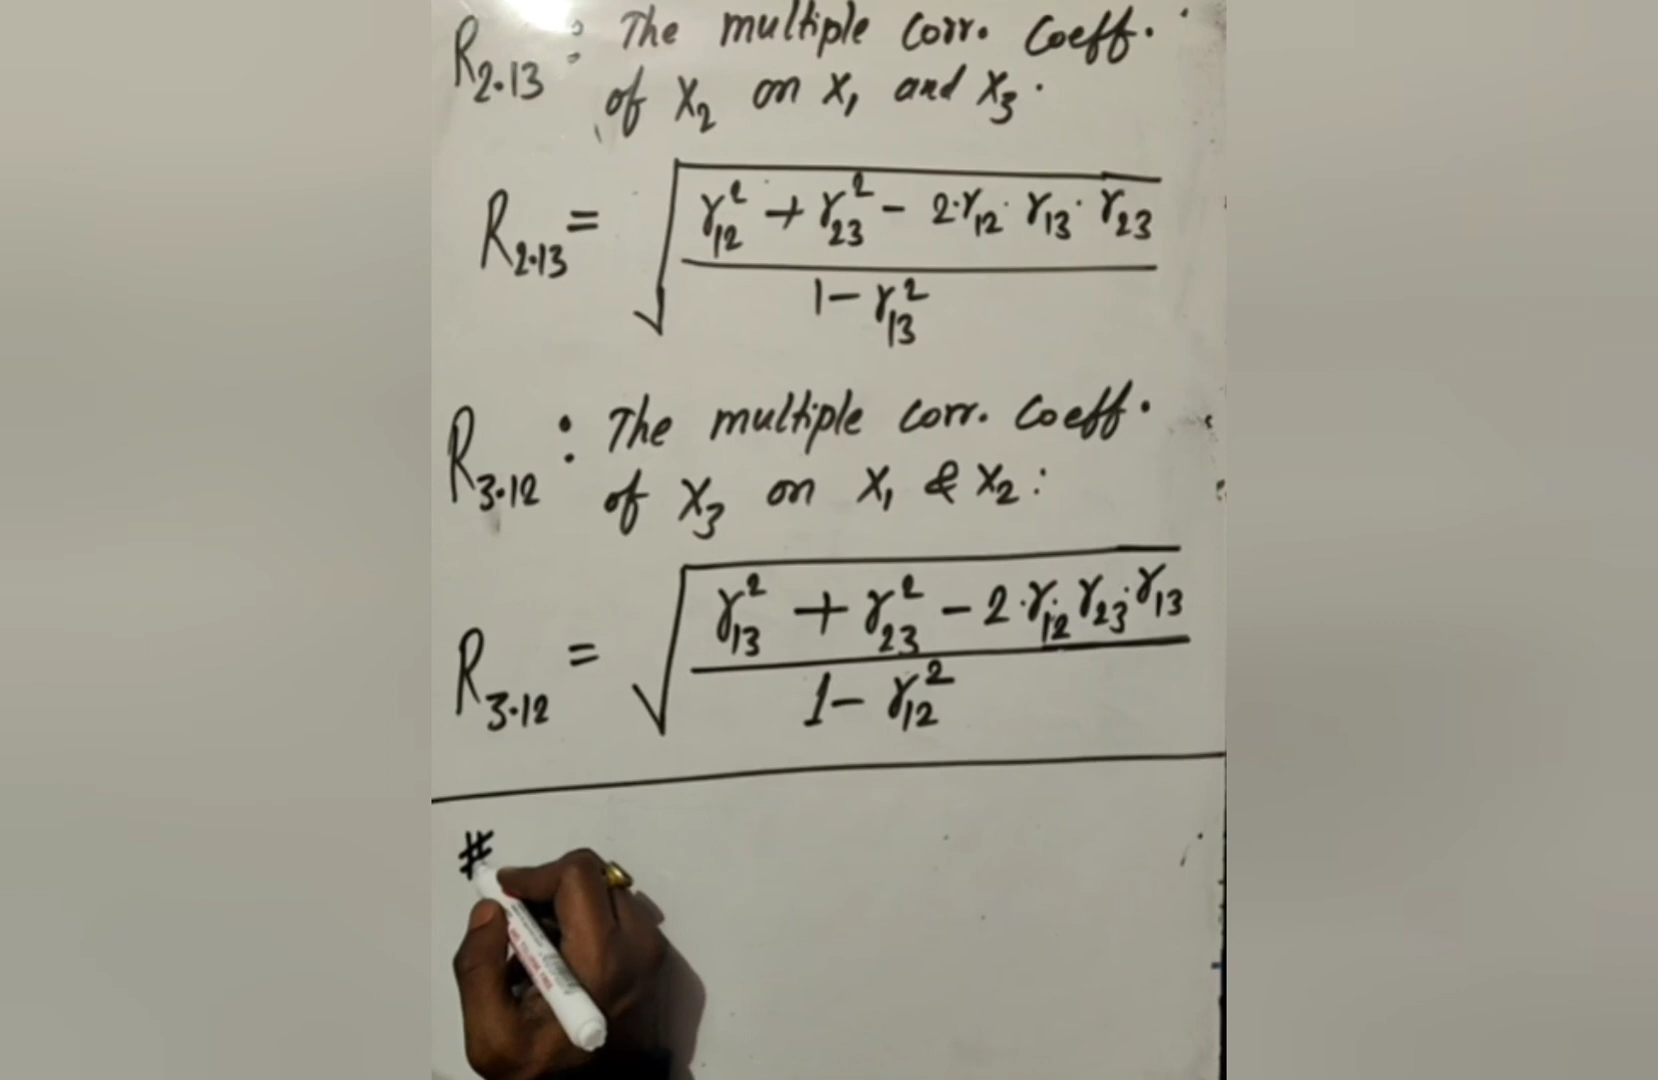 R₂.₁₃ : The multiple Corr. Coeff.
of X₂ on X₁ and X₃.
R₂.₁₃ = √((r₁₂² + r₂₃² - 2·r₁₂· r₁₃· r₂₃) / (1 - r₁₃²))
R₃.₁₂ : The multiple Corr. Coeff.
of X₃ on X₁ & X₂ :
R₃.₁₂ = √((r₁₃² + r₂₃² - 2·r₁₂·r₂₃·r₁₃) / (1 - r₁₂²))
#